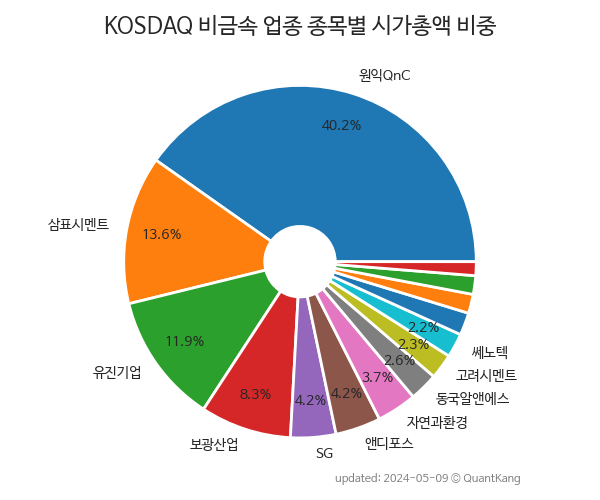 KOSDAQ 비금속 업종 종목별 시가총액 비중
원익QnC
40.2%
삼표시멘트
13.6%
유진기업
11.9%
보광산업
8.3%
SG
4.2%
앤디포스
4.2%
자연과환경
3.7%
동국알앤에스
2.6%
고려시멘트
2.3%
쎄노텍
2.2%
updated: 2024-05-09 © QuantKang